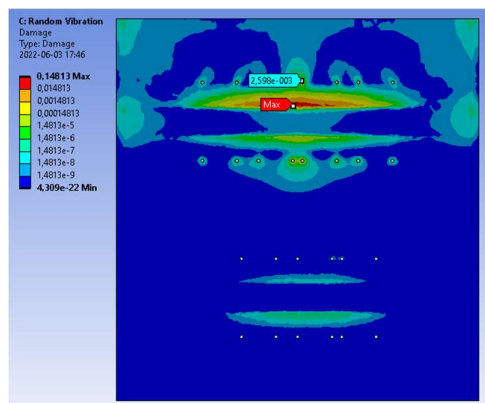 C: Random Vibration
Damage
Type: Damage
2022-06-03 17:46
0,14813 Max
0,014813
0,0014813
0,00014813
1,4813e-5
1,4813e-6
1,4813e-7
1,4813e-8
1,4813e-9
4,309e-22 Min
2,598e-003
Max